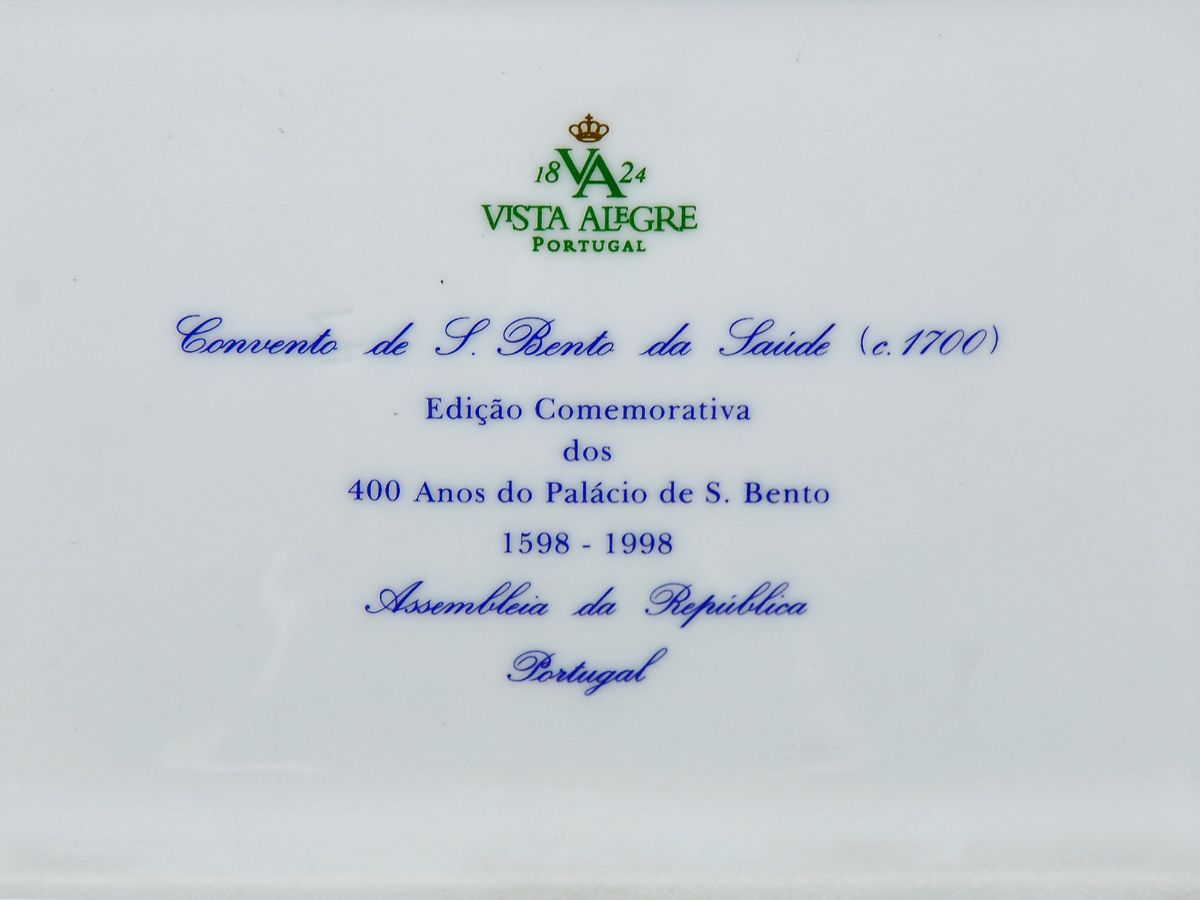 18 VA 24
VISTA ALEGRE
PORTUGAL
Convento de S. Bento da Saúde (c. 1700)
Edição Comemorativa
dos
400 Anos do Palácio de S. Bento
1598 - 1998
Assembleia da República
Portugal